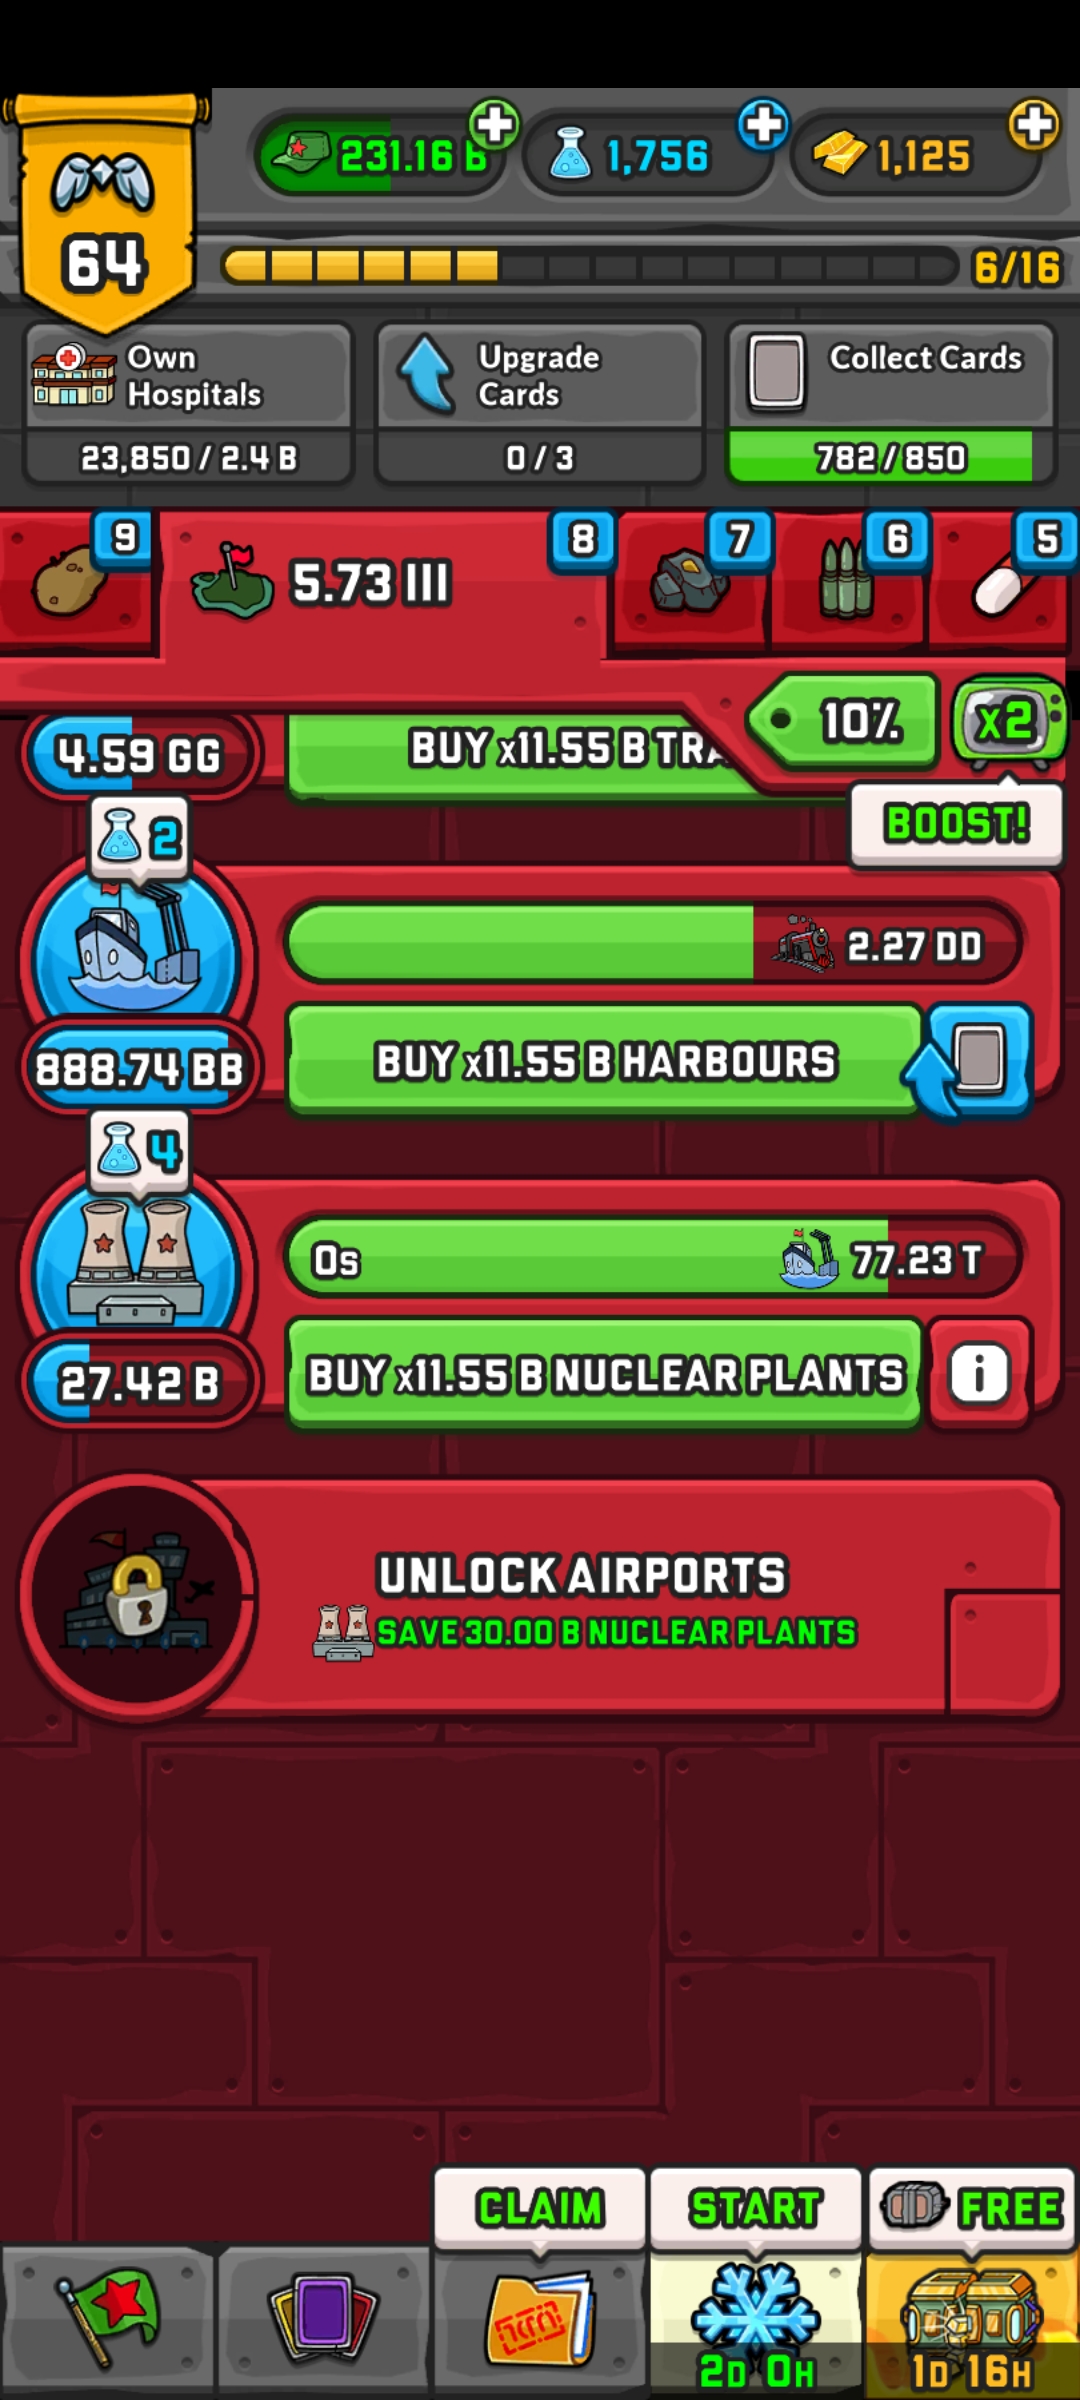 231.16 B
1,756
1,125
64
6/16
Own
Hospitals
Upgrade
Cards
Collect Cards
23,850 / 2.4 B
0 / 3
782 / 850
9
5.73 III
8
7
6
5
10%
x2
4.59 GG
BUY x11.55 B TRA
BOOST!
2
2.27 DD
888.74 BB
BUY x11.55 B HARBOURS
4
0s
77.23 T
27.42 B
BUY x11.55 B NUCLEAR PLANTS
i
UNLOCK AIRPORTS
SAVE 30.00 B NUCLEAR PLANTS
CLAIM
START
FREE
2D 0H
1D 16H